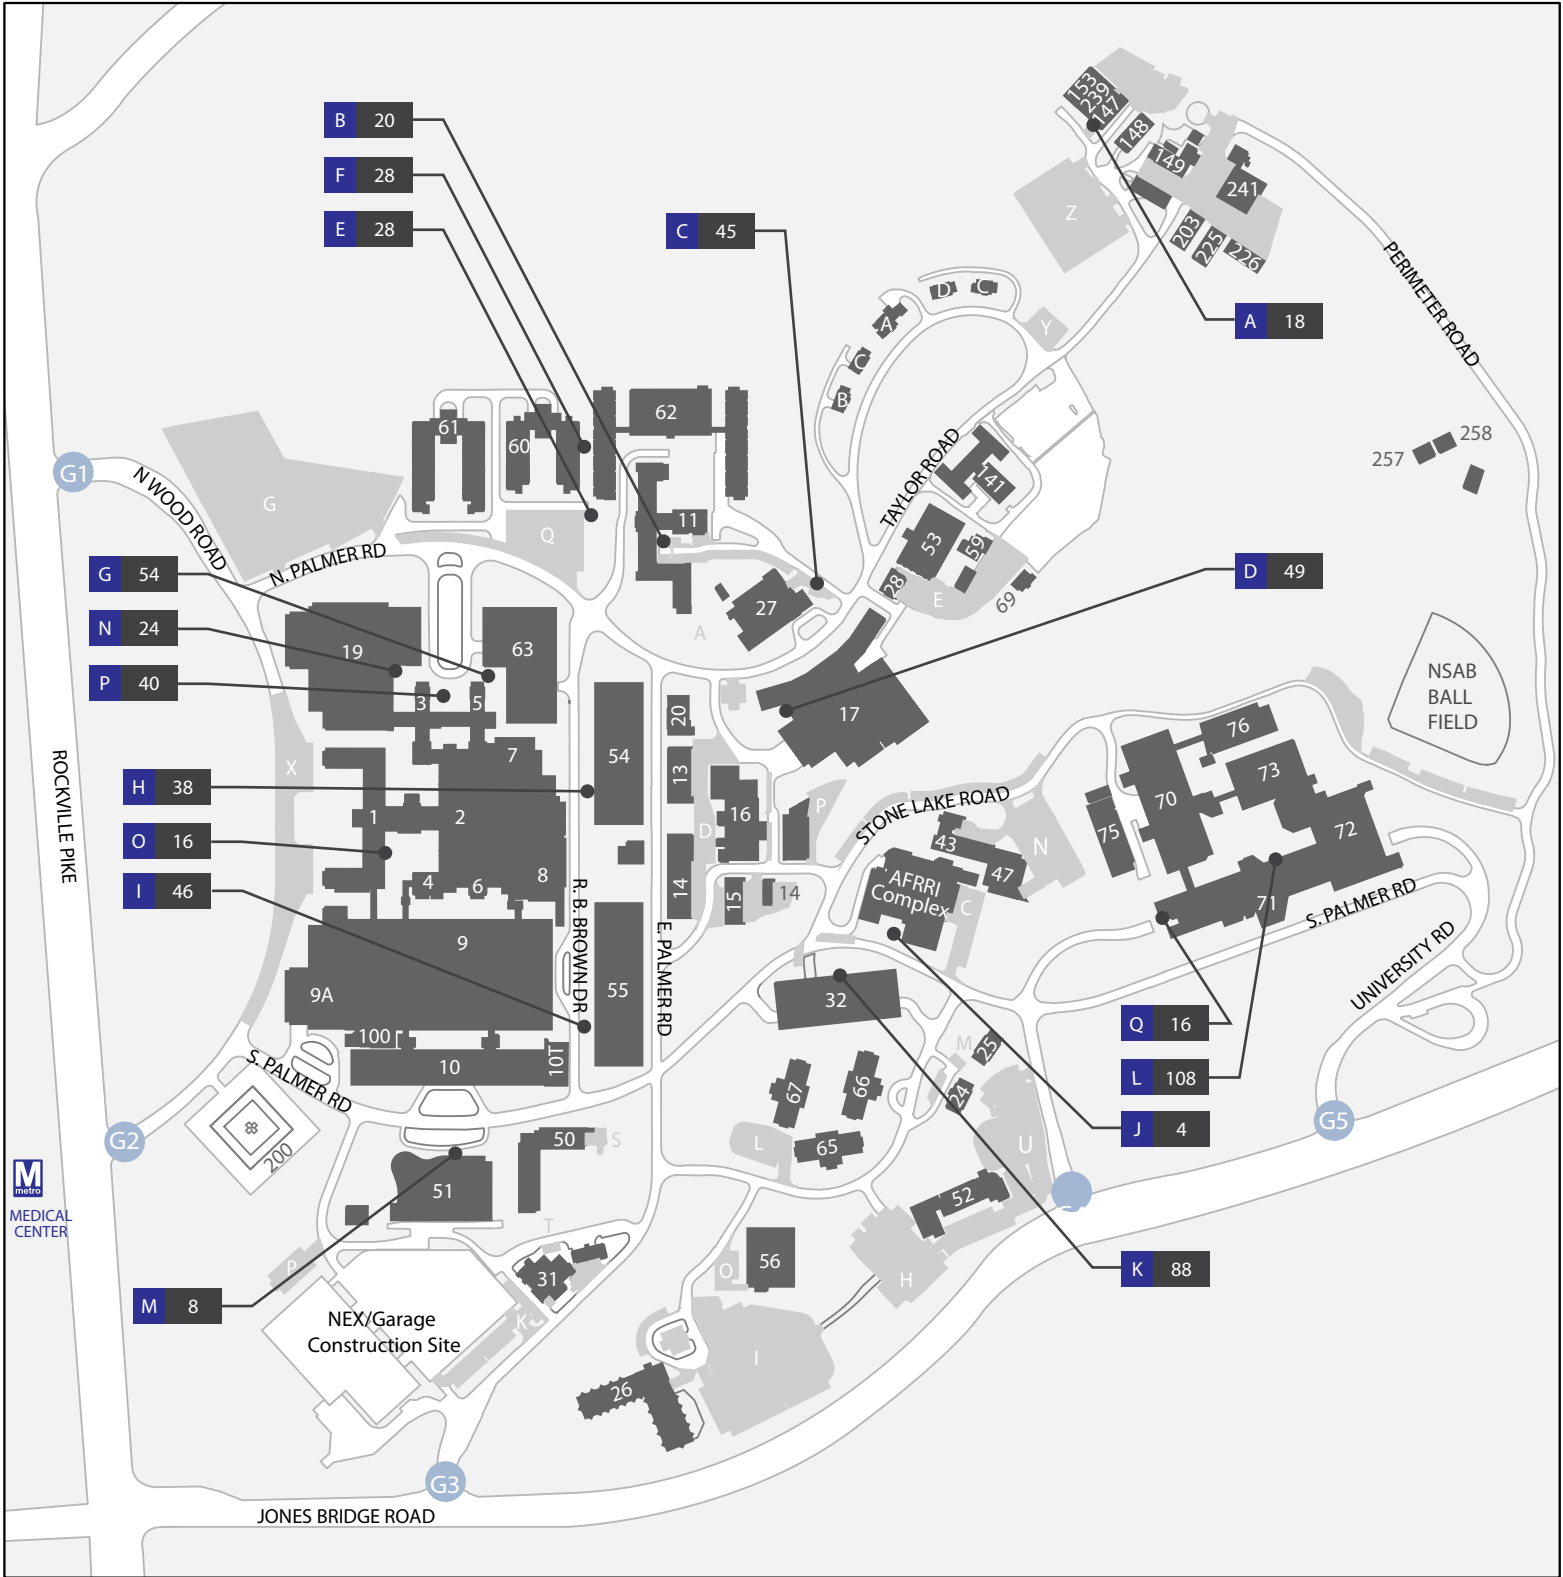 153
239
147
148
149
241
203
225
226
Z
B 20
F 28
E 28
C 45
PERIMETER ROAD
D
C
A
C
B
Y
A 18
61
60
62
11
Q
G
G1
N WOOD ROAD
N. PALMER RD
TAYLOR ROAD
141
53
59
28
E
69
257
258
G 54
N 24
P 40
D 49
27
A
19
63
3
5
17
20
54
7
13
NSAB
BALL
FIELD
76
73
70
72
75
71
ROCKVILLE PIKE
X
H 38
O 16
I 46
1
2
4
6
8
16
P
D
14
15
14
STONE LAKE ROAD
43
47
N
AFRRI
Complex
C
R. B. BROWN DR
E. PALMER RD
S. PALMER RD
UNIVERSITY RD
9
9A
55
32
100
10
10T
S. PALMER RD
Q 16
L 108
J 4
M
25
24
67
66
65
L
U
G5
G2
200
M
metro
MEDICAL
CENTER
50
S
51
T
52
K 88
M 8
P
31
K
56
O
H
NEX/Garage
Construction Site
I
26
G3
JONES BRIDGE ROAD